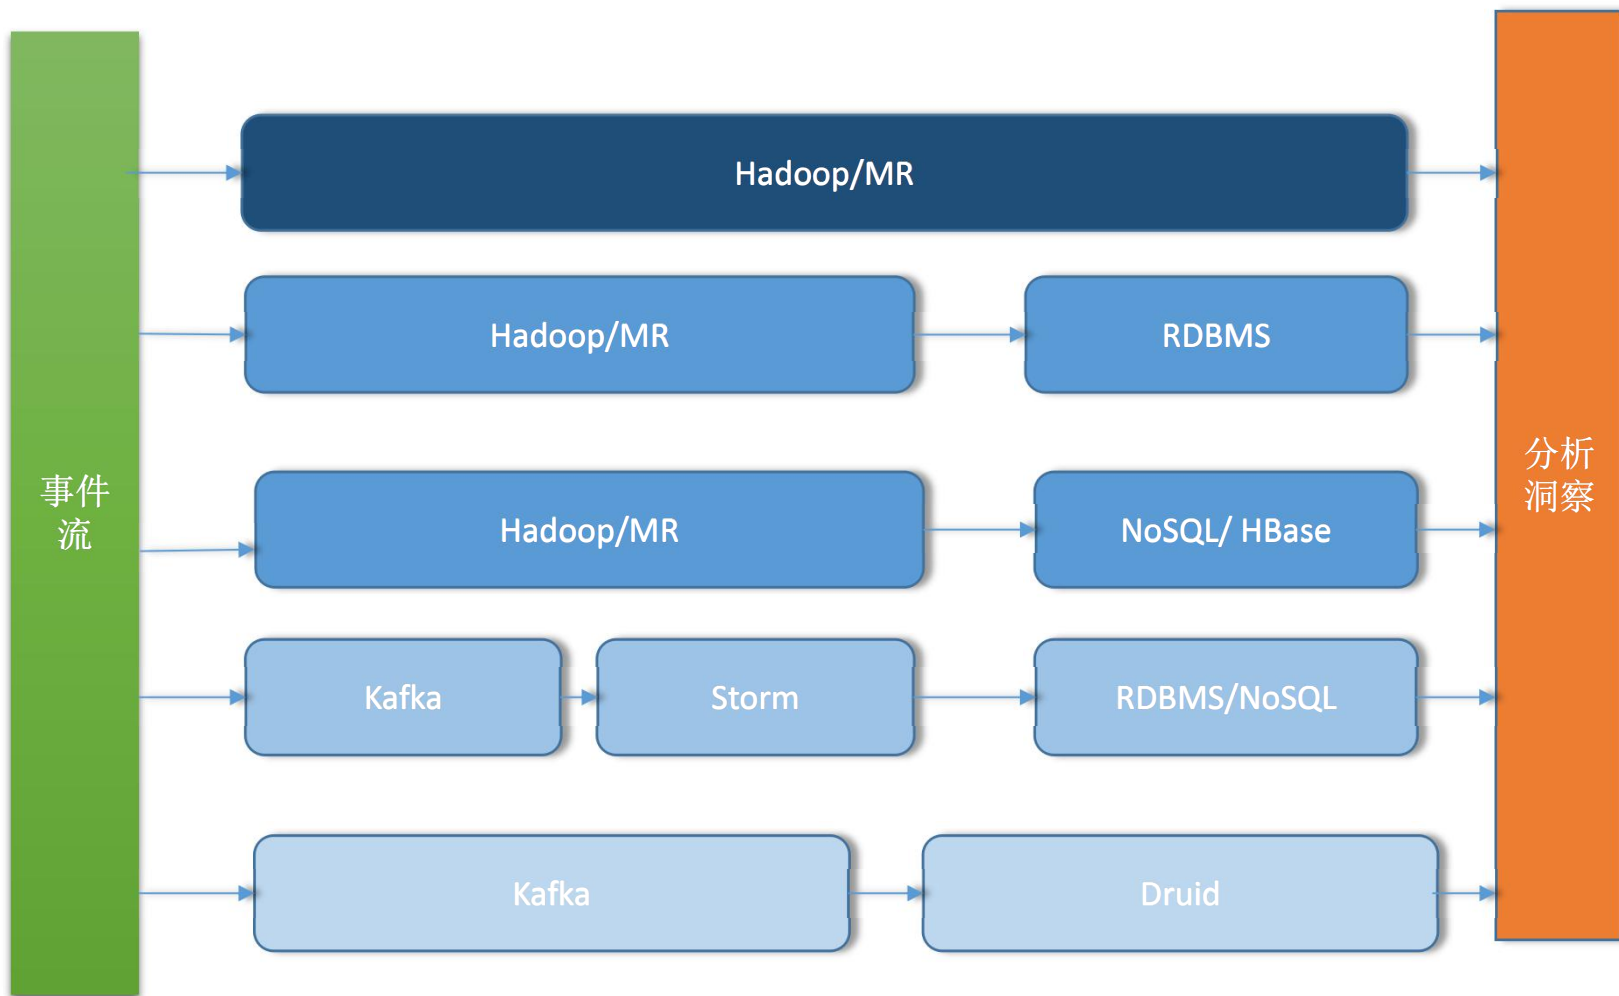 事件
流
Hadoop/MR
Hadoop/MR
RDBMS
Hadoop/MR
NoSQL/ HBase
Kafka
Storm
RDBMS/NoSQL
Kafka
Druid
分析
洞察